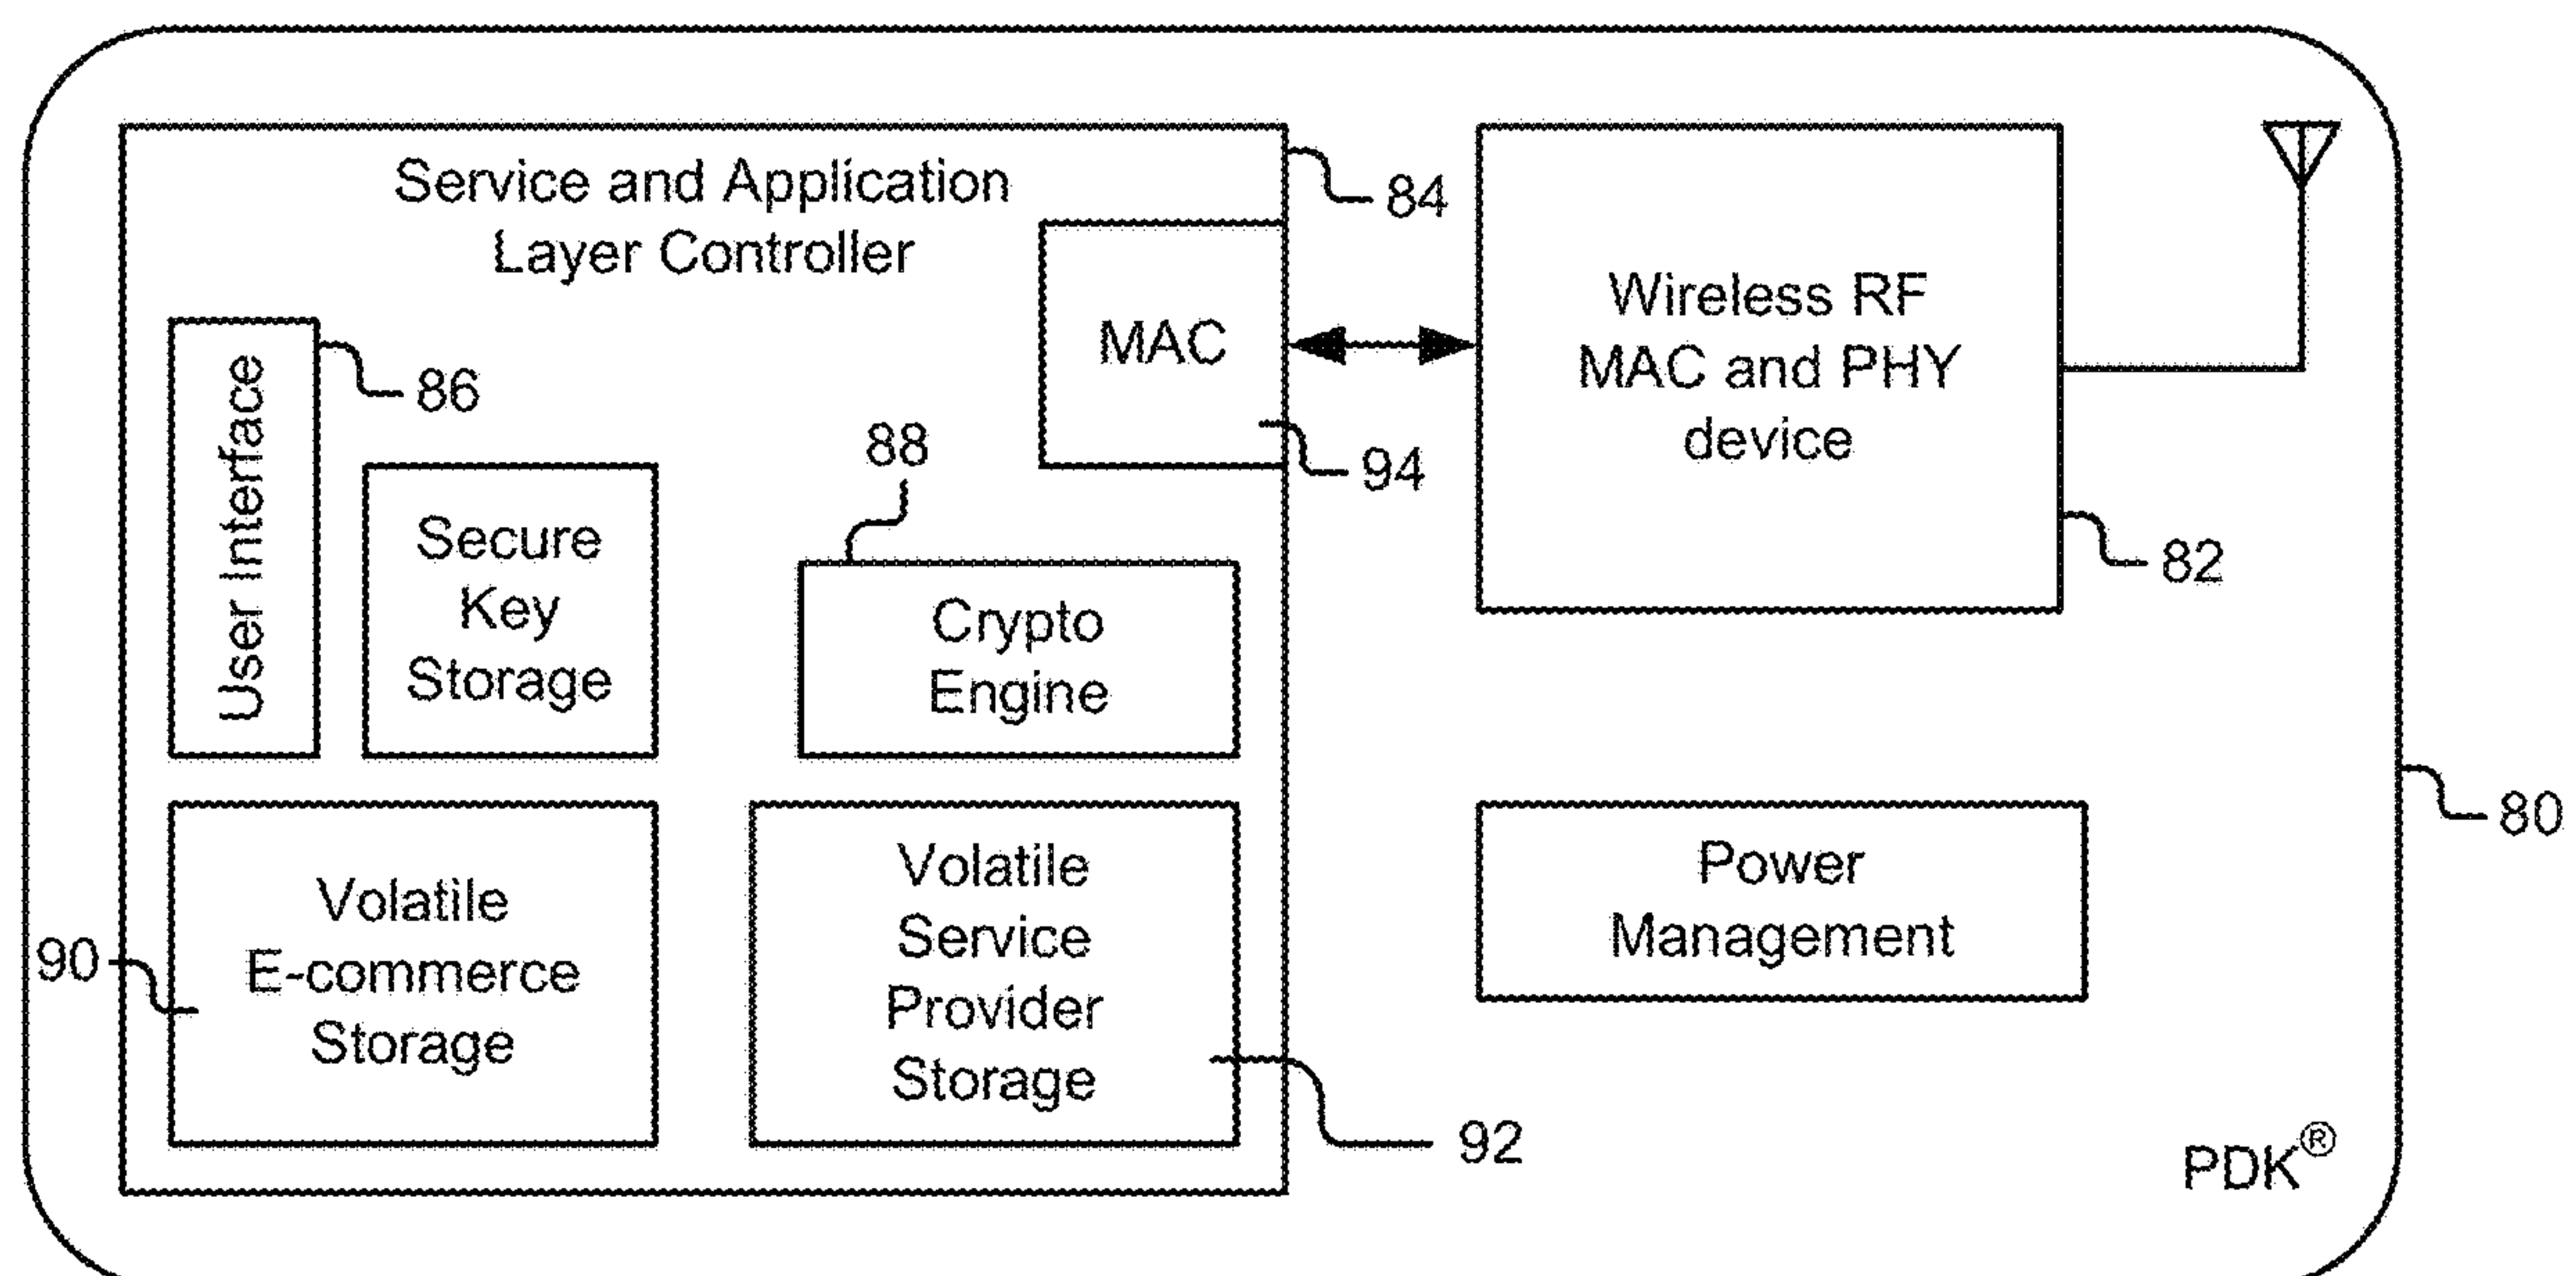 Service and Application
Layer Controller
84
MAC
94
Wireless RF
MAC and PHY
device
82
User Interface
86
Secure
Key
Storage
88
Crypto
Engine
Volatile
E-commerce
Storage
90
Volatile
Service
Provider
Storage
92
Power
Management
80
PDK®